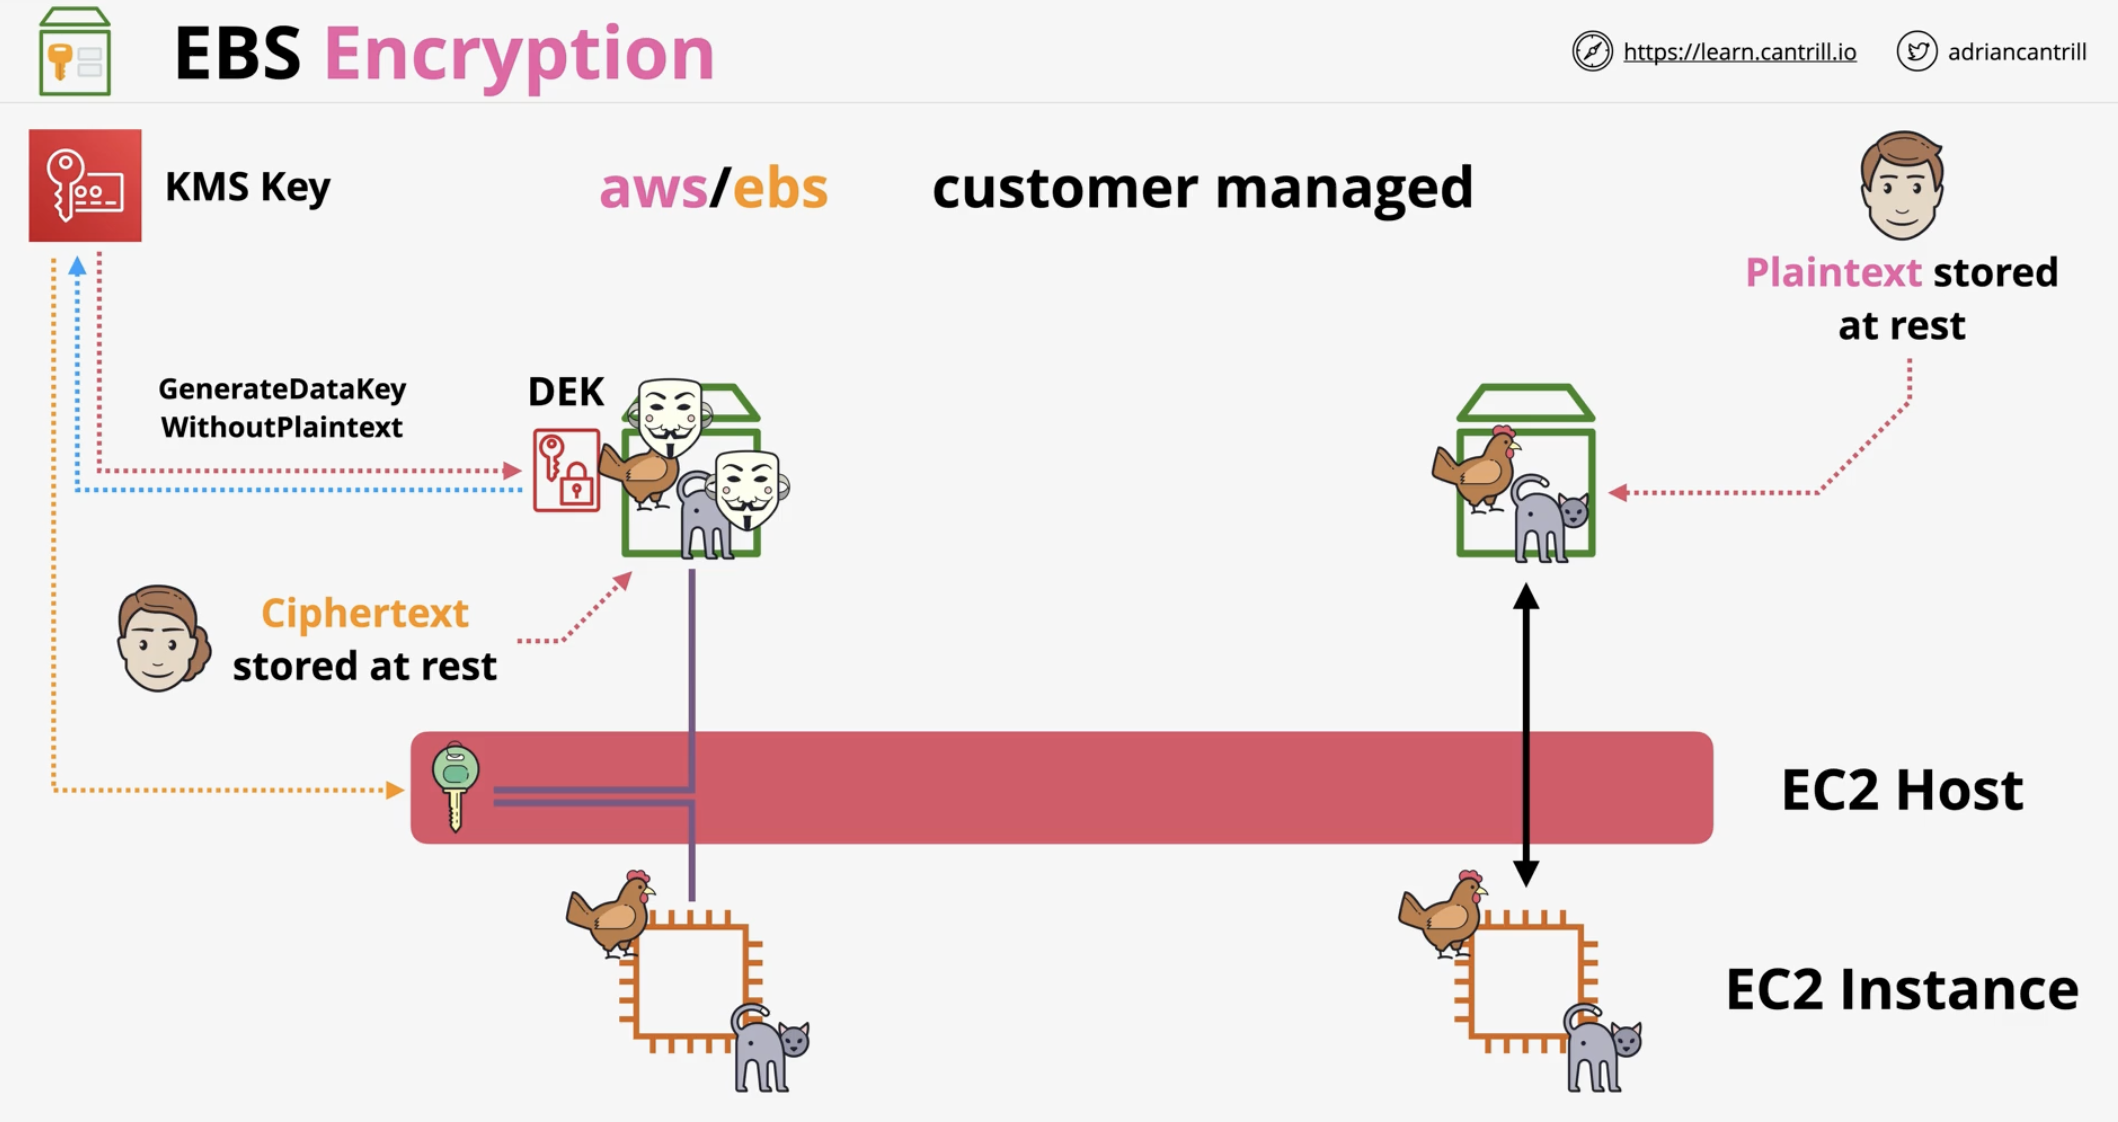 EBS Encryption
https://learn.cantrill.io
adriancantrill
KMS Key
aws/ebs
customer managed
Plaintext stored
at rest
GenerateDataKey
WithoutPlaintext
DEK
Ciphertext
stored at rest
EC2 Host
EC2 Instance